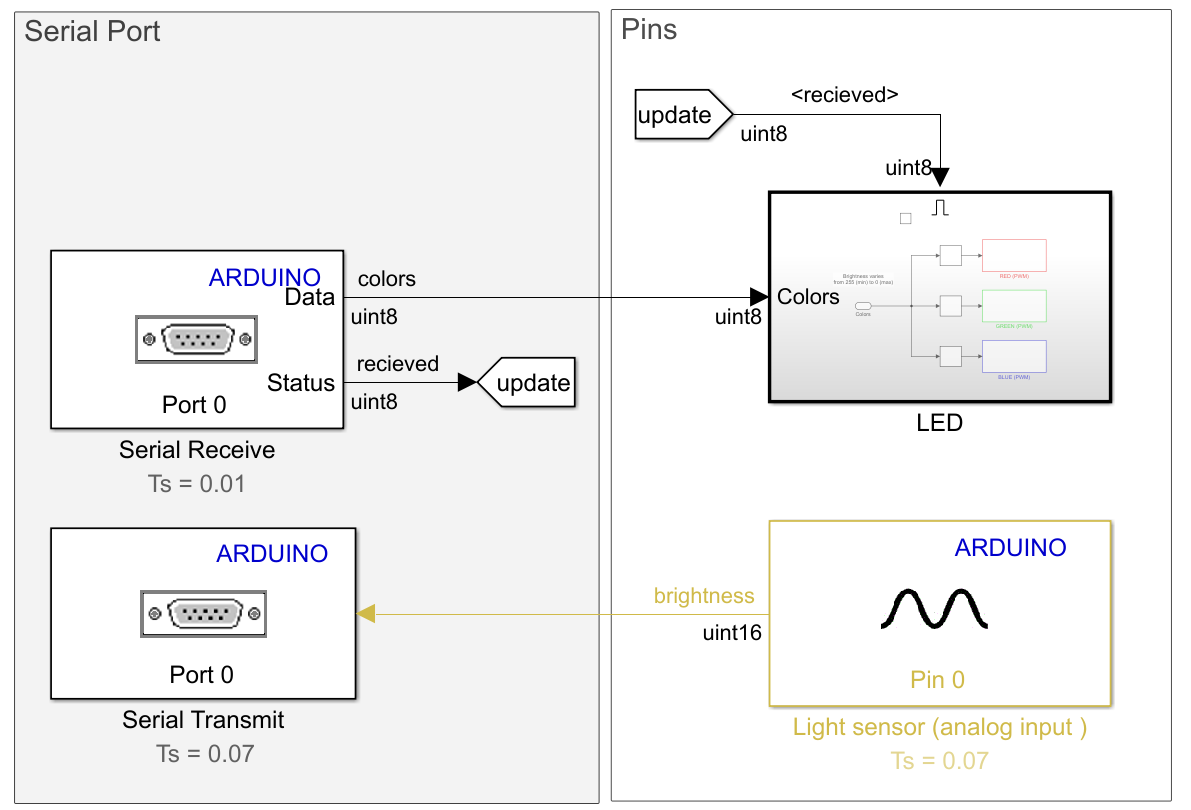 Serial Port
ARDUINO
Data
Port 0
Status
Serial Receive
Ts = 0.01
colors
uint8
recieved
uint8
update
ARDUINO
Port 0
Serial Transmit
Ts = 0.07
Pins
update
<recieved>
uint8
uint8
uint8
Colors
Brightness varies
from 255 (min) to 0 (max)
Colors
RED (PWM)
GREEN (PWM)
BLUE (PWM)
LED
brightness
uint16
ARDUINO
Pin 0
Light sensor (analog input )
Ts = 0.07